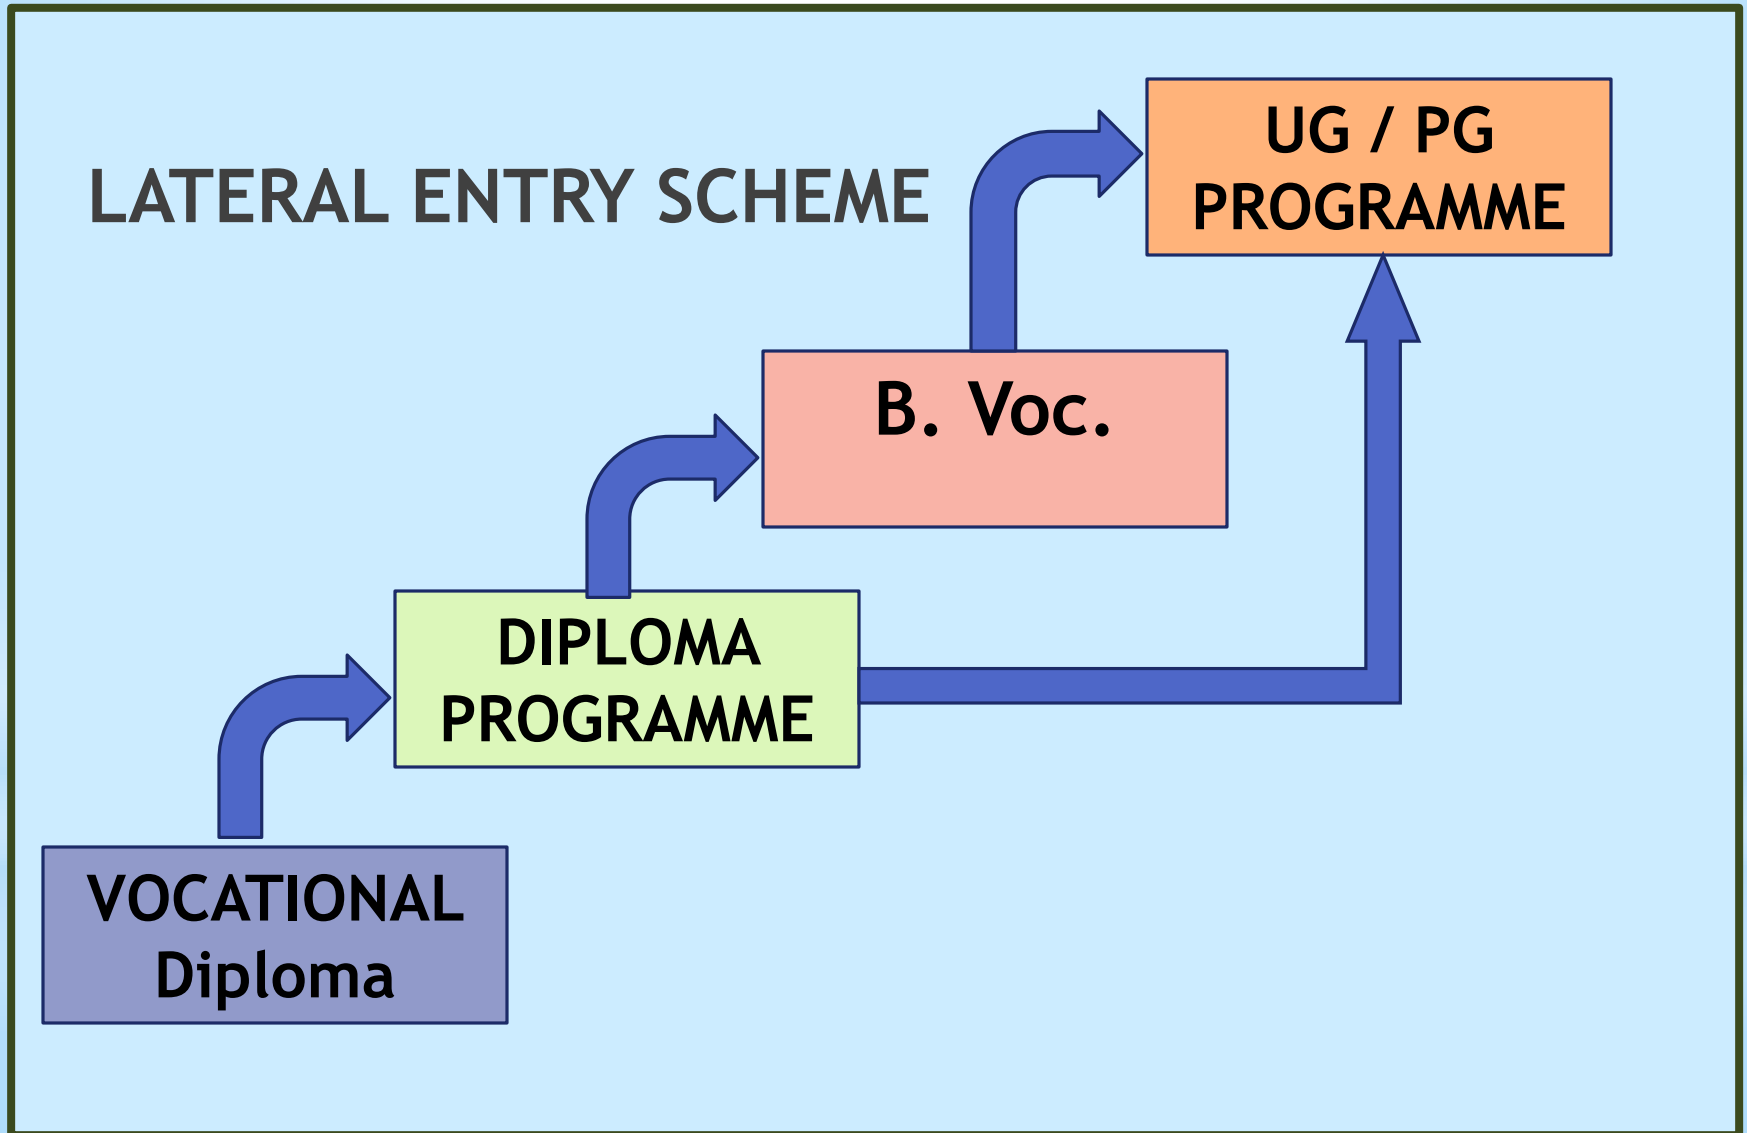 LATERAL ENTRY SCHEME
UG / PG
PROGRAMME
B. Voc.
DIPLOMA
PROGRAMME
VOCATIONAL
Diploma